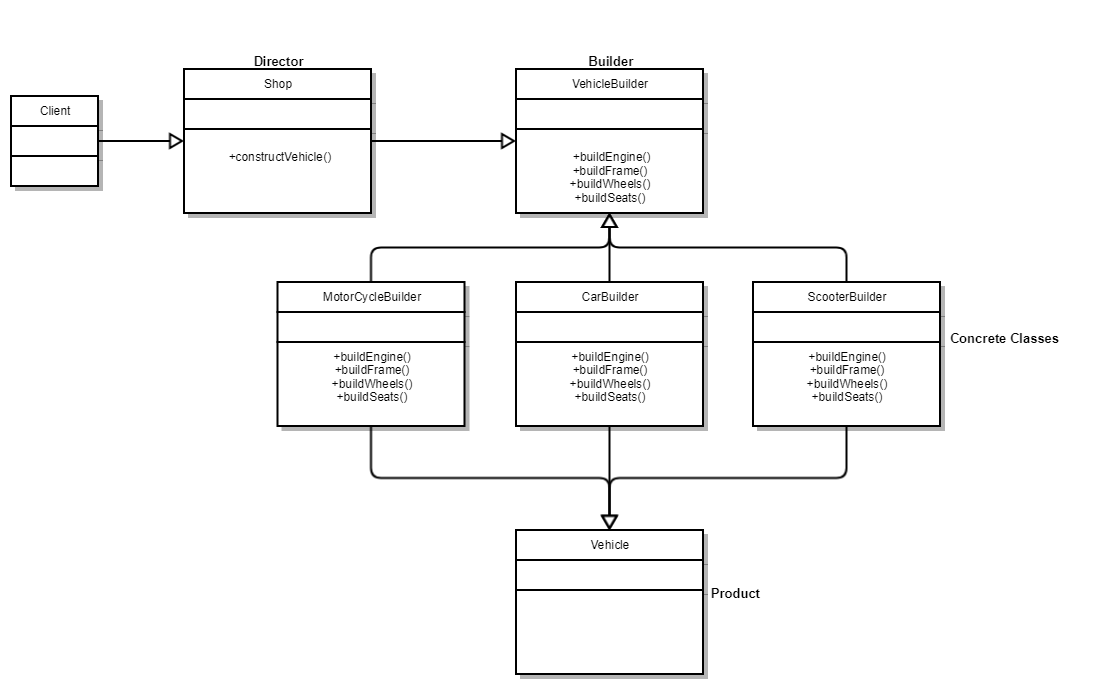 Director
Builder
Shop
VehicleBuilder
Client
+constructVehicle()
+buildEngine()
+buildFrame()
+buildWheels()
+buildSeats()
MotorCycleBuilder
CarBuilder
ScooterBuilder
Concrete Classes
+buildEngine()
+buildFrame()
+buildWheels()
+buildSeats()
+buildEngine()
+buildFrame()
+buildWheels()
+buildSeats()
+buildEngine()
+buildFrame()
+buildWheels()
+buildSeats()
Vehicle
Product